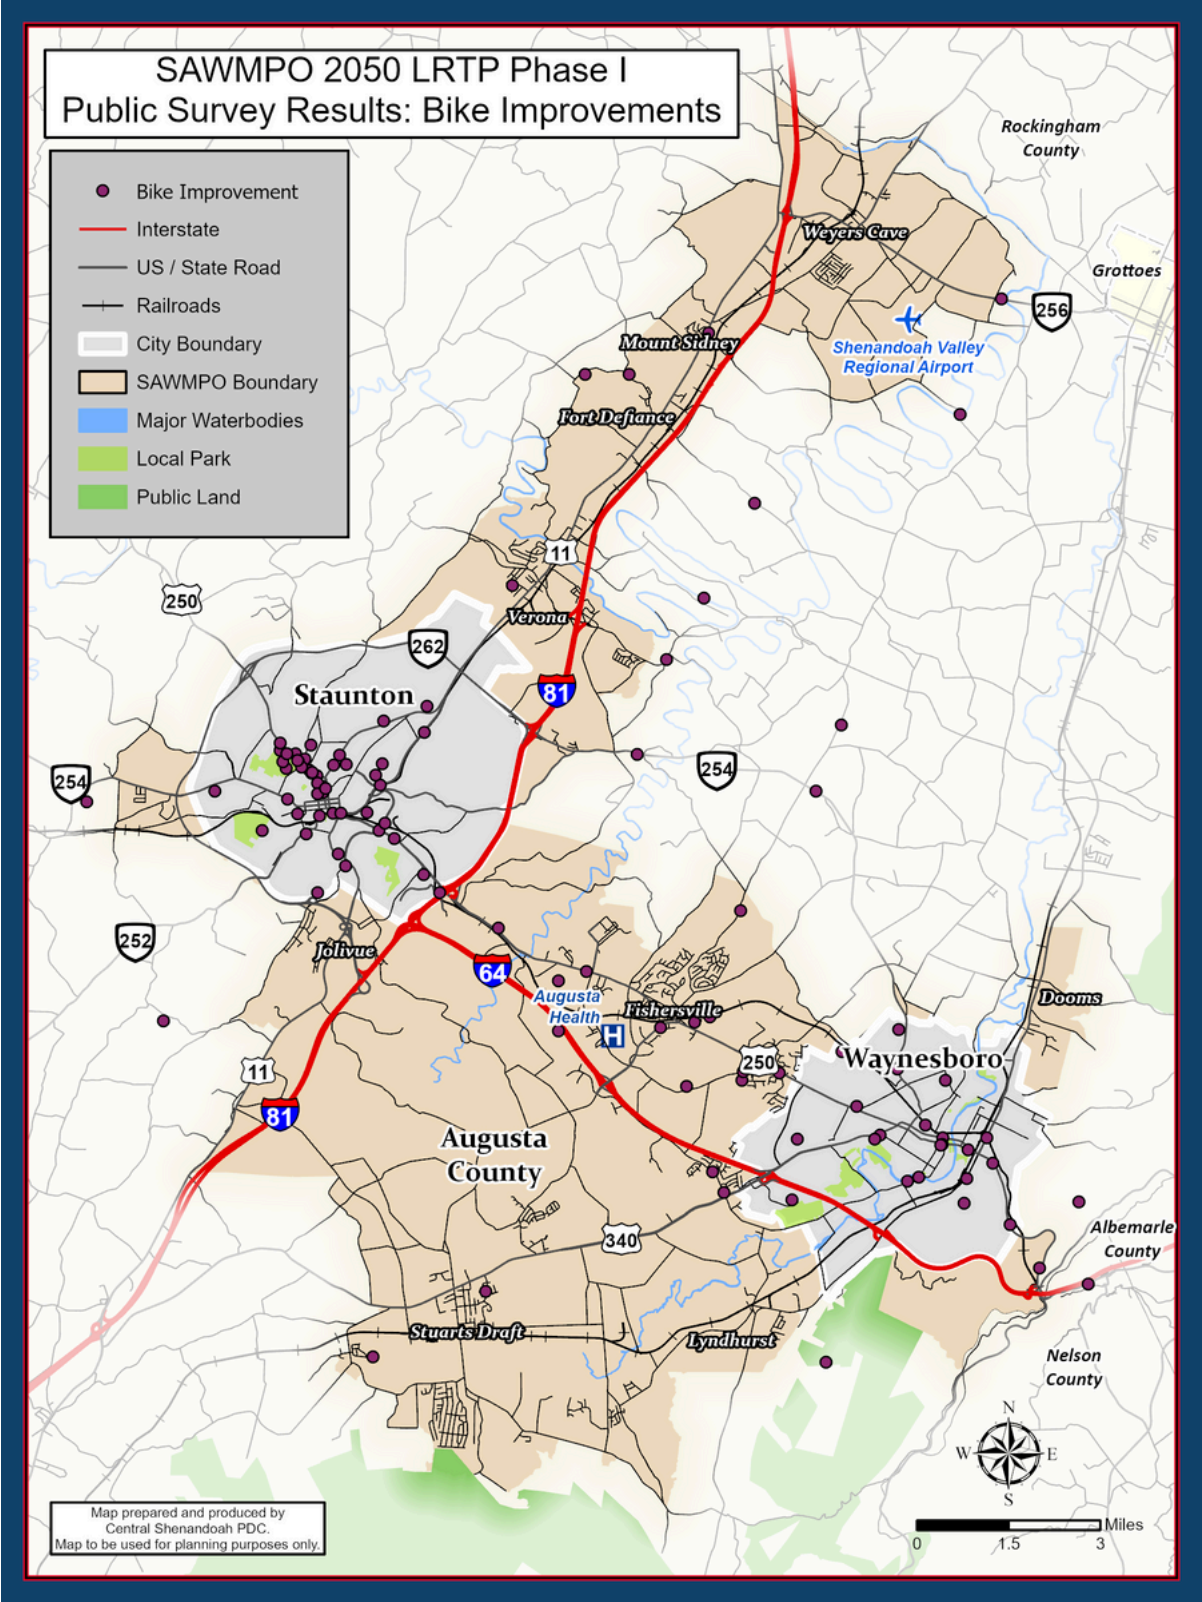 SAWMPO 2050 LRTP Phase I
Public Survey Results: Bike Improvements
Bike Improvement
Interstate
US / State Road
Railroads
City Boundary
SAWMPO Boundary
Major Waterbodies
Local Park
Public Land
Rockingham
County
Weyers Cave
Grottoes
256
Shenandoah Valley
Regional Airport
Mount Sidney
Fort Defiance
11
250
Verona
262
Staunton
81
254
254
252
Jolivue
64
Augusta
Health
H
Fishersville
Dooms
250
Waynesboro
11
81
Augusta
County
340
Albemarle
County
Stuarts Draft
Lyndhurst
Nelson
County
N
W
E
S
Miles
0
1.5
3
Map prepared and produced by
Central Shenandoah PDC.
Map to be used for planning purposes only.